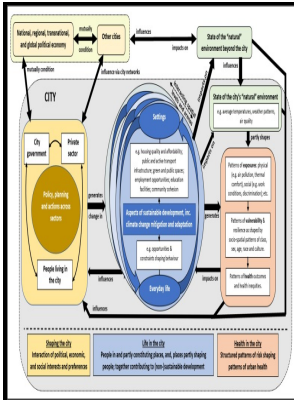 National, regional, transnational,
and global political economy
mutually
condition
Other cities
influences
impacts on
State of the "natural"
environment beyond the city
influences
mutually condition
influence via city networks
State of the city's "natural" environment
e.g. average temperatures, weather patterns,
air quality
partly shapes
CITY
City
government
Private
sector
Policy, planning
and actions across
sectors
People living in
the city
generates
change in
influences
Settings
e.g. housing quality and affordability,
public and active transport
infrastructure; green and public spaces;
employment opportunities; education
facilities; community cohesion
Aspects of sustainable development, inc.
climate change mitigation and adaptation
e.g. opportunities &
constraints shaping behaviour
Everyday life
generates
impacts on
influences
Patterns of exposure: physical
(e.g. air pollution, thermal
comfort), social (e.g. work
conditions, discrimination), etc.
Patterns of vulnerability &
resilience as shaped by
socio-spatial patterns of class,
sex, age, race and culture
Patterns of health outcomes
and health inequities.
Shaping the city
Interaction of political, economic,
and social interests and preferences
Life in the city
People in and partly constituting places, and, places partly shaping
people; together contributing to (non-)sustainable development
Health in the city
Structured patterns of risk shaping
patterns of urban health